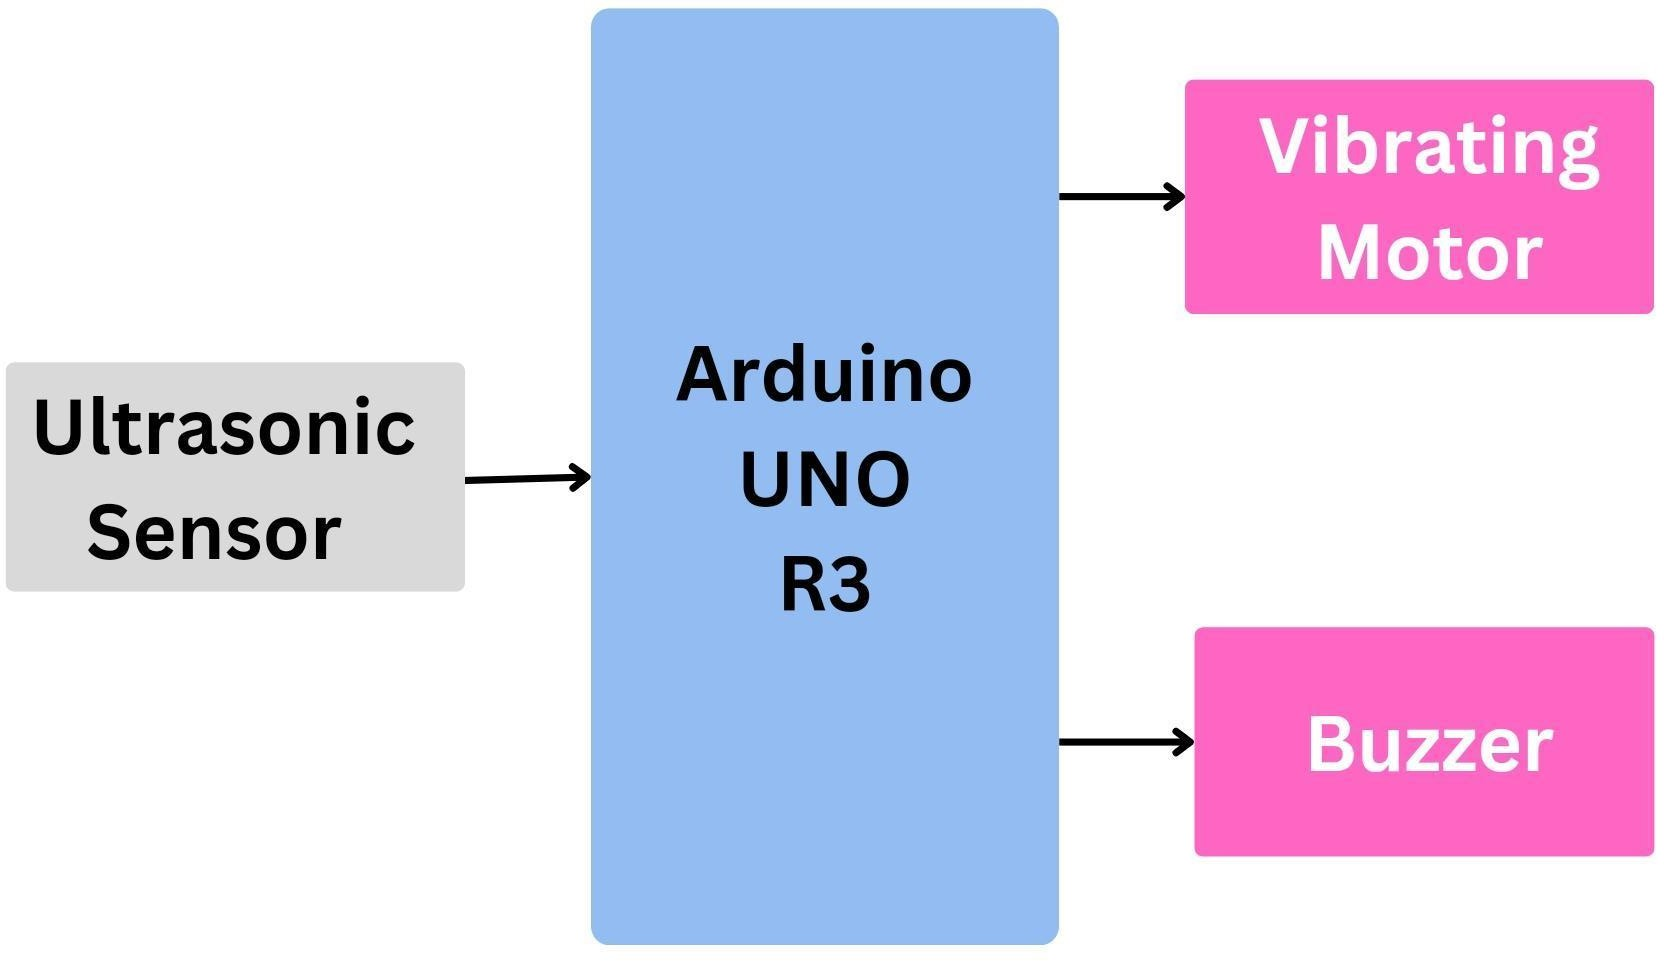 Ultrasonic
Sensor
Arduino
UNO
R3
Vibrating
Motor
Buzzer